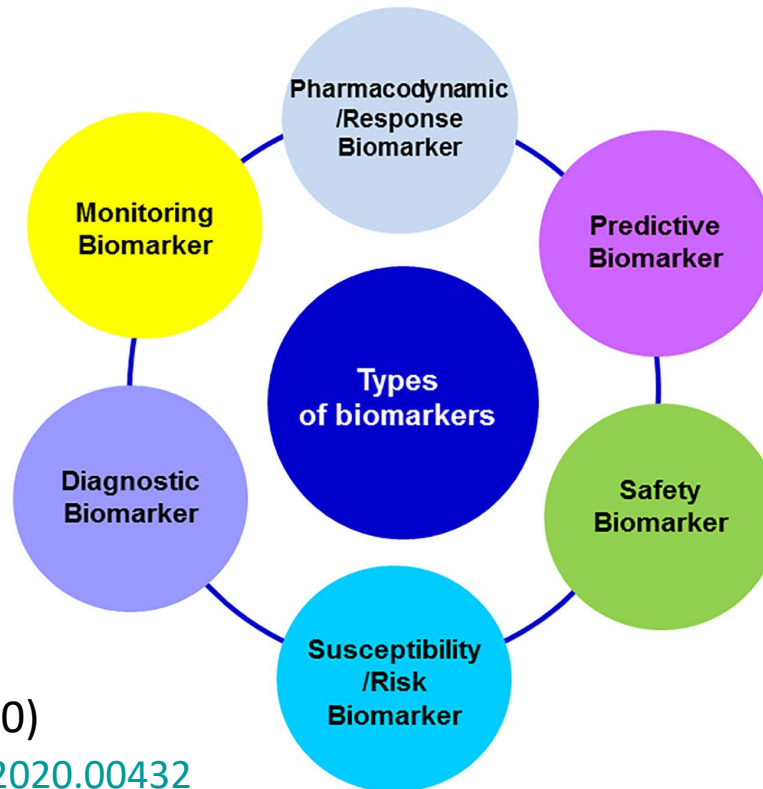 Pharmacodynamic
/Response
Biomarker
Monitoring
Biomarker
Predictive
Biomarker
Types
of biomarkers
Diagnostic
Biomarker
Safety
Biomarker
Susceptibility
/Risk
Biomarker
0)
2020.00432